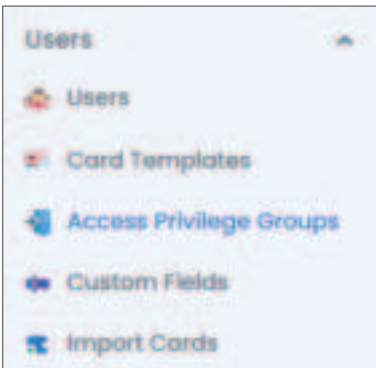 Users
Users
Card Templates
Access Privilege Groups
Custom Fields
Import Cards